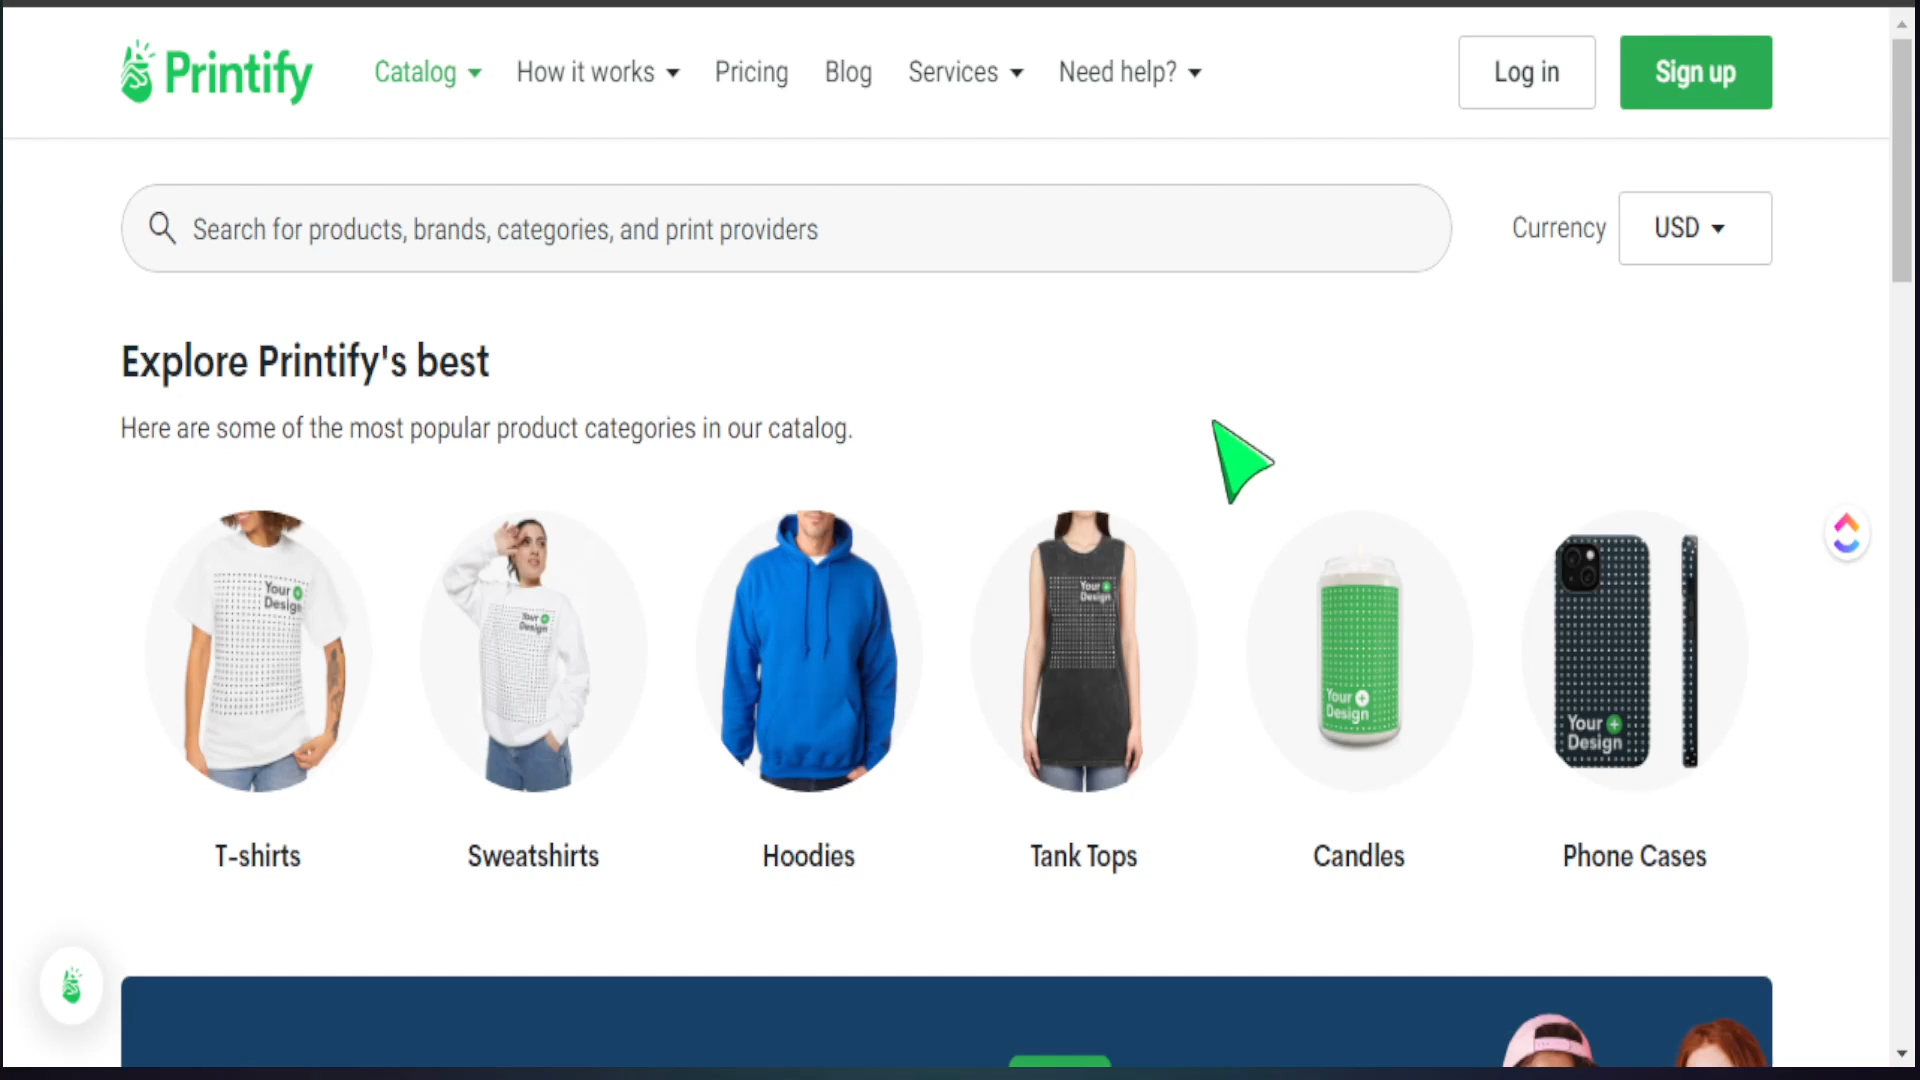 Printify
Catalog How it works Pricing Blog Services Need help? Log in Sign up
Search for products, brands, categories, and print providers Currency USD
Explore Printify's best
Here are some of the most popular product categories in our catalog.
Your
Design
Your
Design
Your
Design
Your
Design
Your
Design
T-shirts Sweatshirts Hoodies Tank Tops Candles Phone Cases